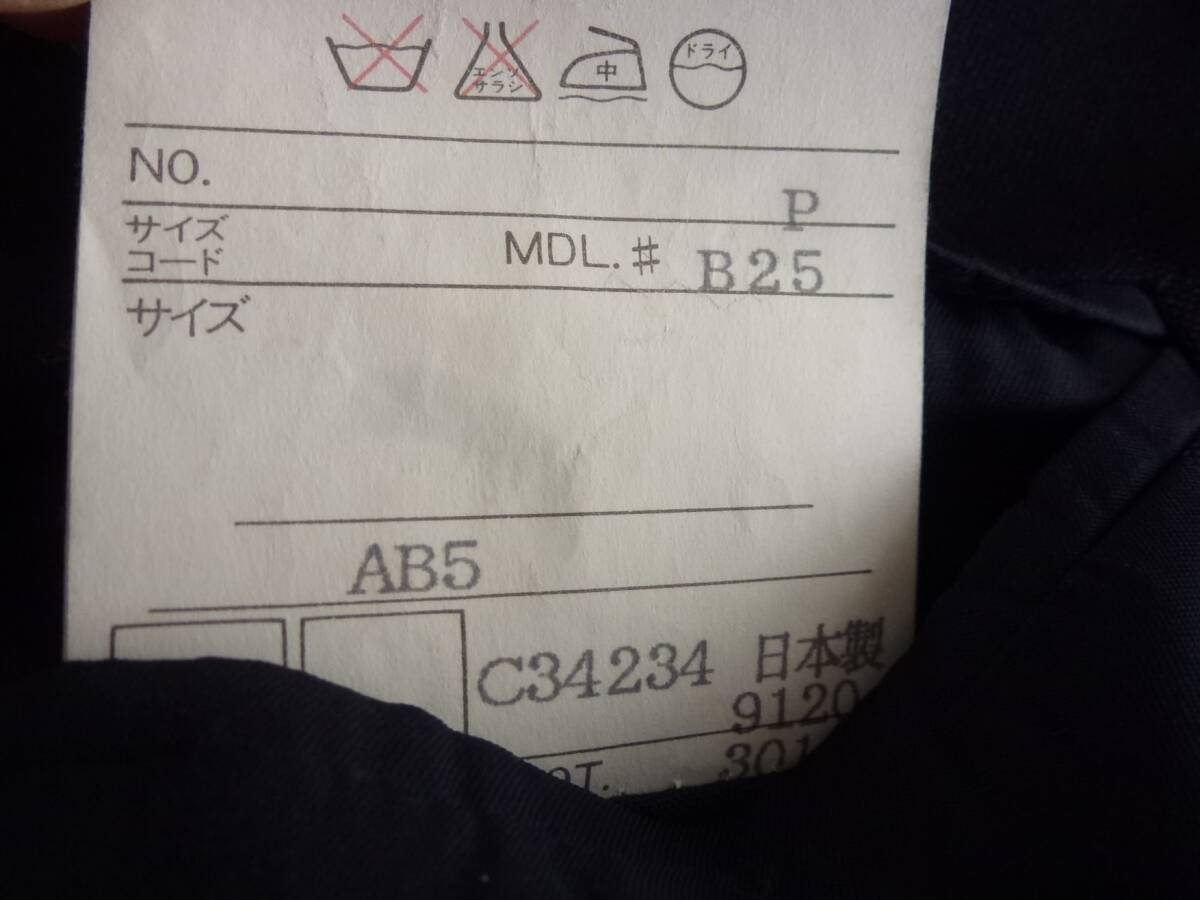 エンソ
サラシ
中
ドライ
NO.
P
サイズ
コード
MDL.# B25
サイズ
AB5
C34234 日本製
9120
301